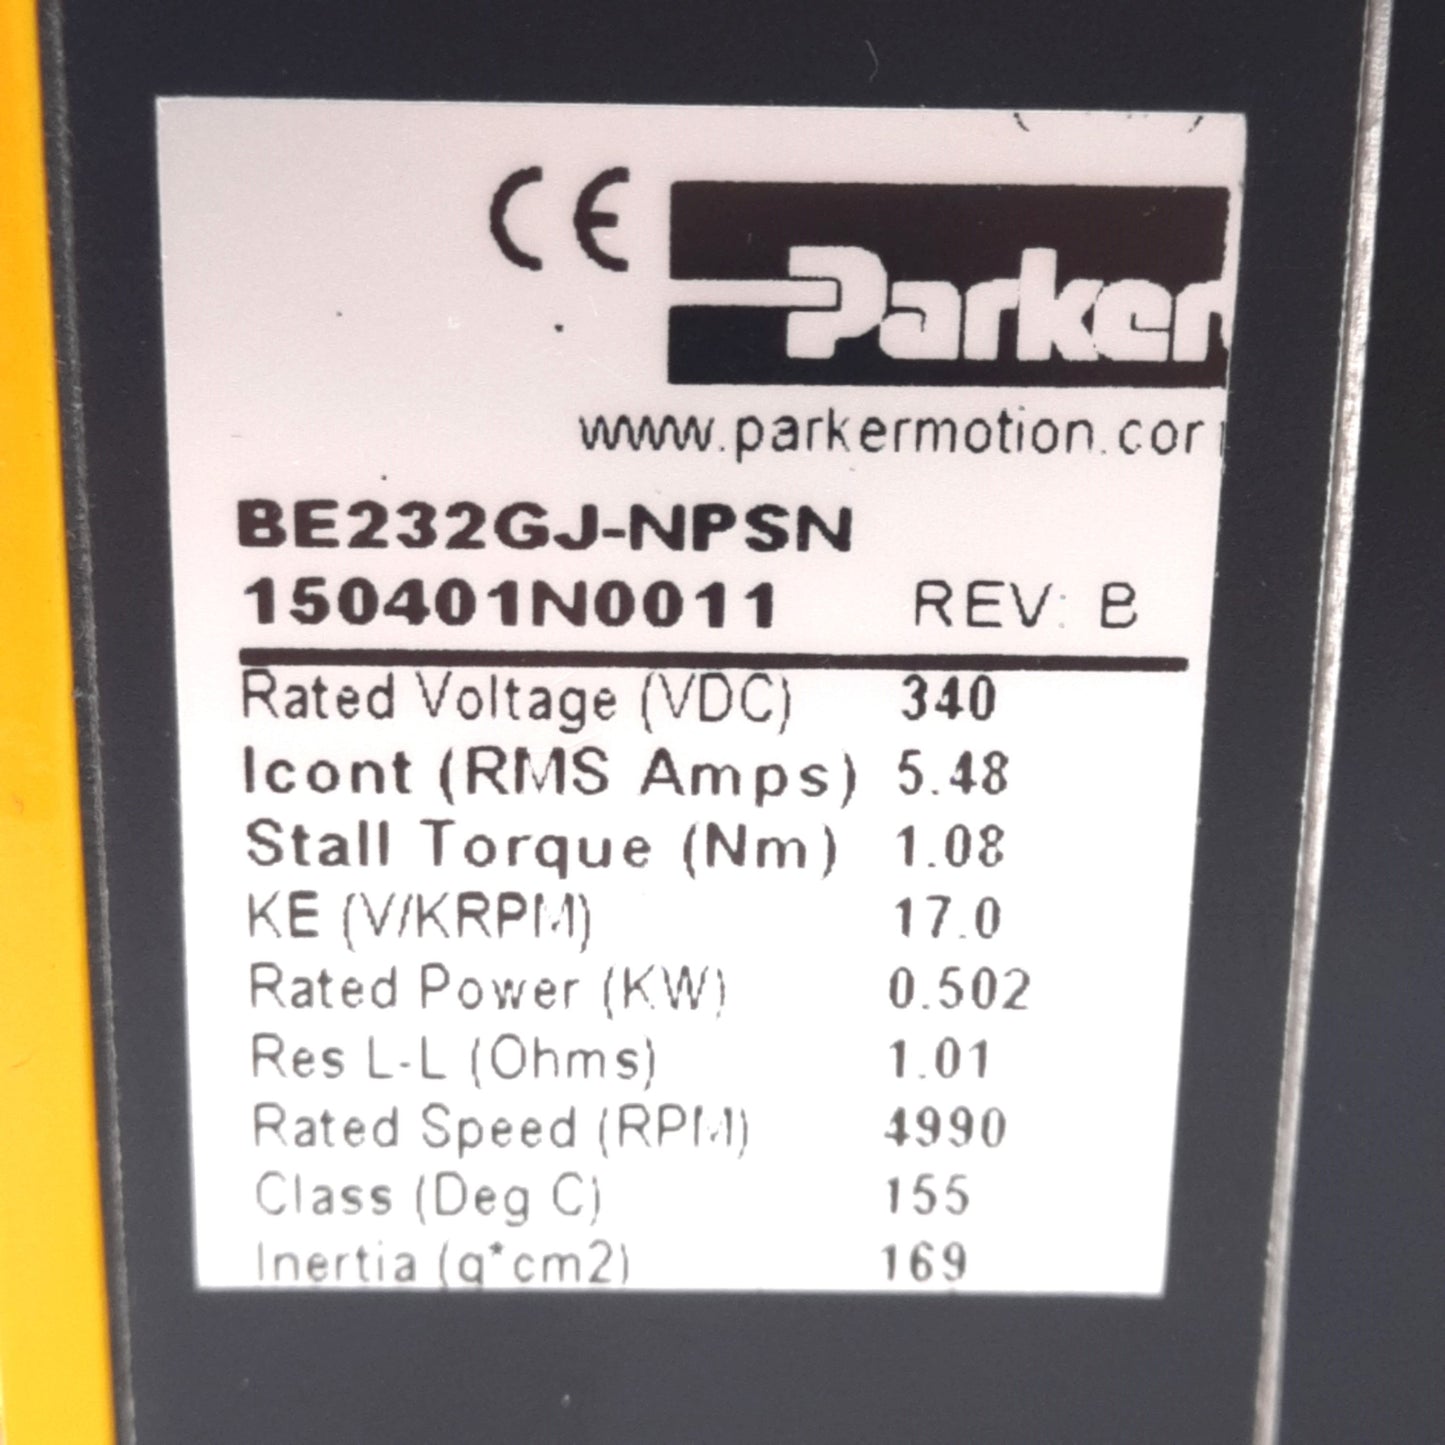 CE Parker
www.parkermotion.com
BE232GJ-NPSN
150401N0011 REV: B
Rated Voltage (VDC) 340
Icont (RMS Amps) 5.48
Stall Torque (Nm) 1.08
KE (V/KRPM) 17.0
Rated Power (KW) 0.502
Res L-L (Ohms) 1.01
Rated Speed (RPM) 4990
Class (Deg C) 155
Inertia (g*cm2) 169